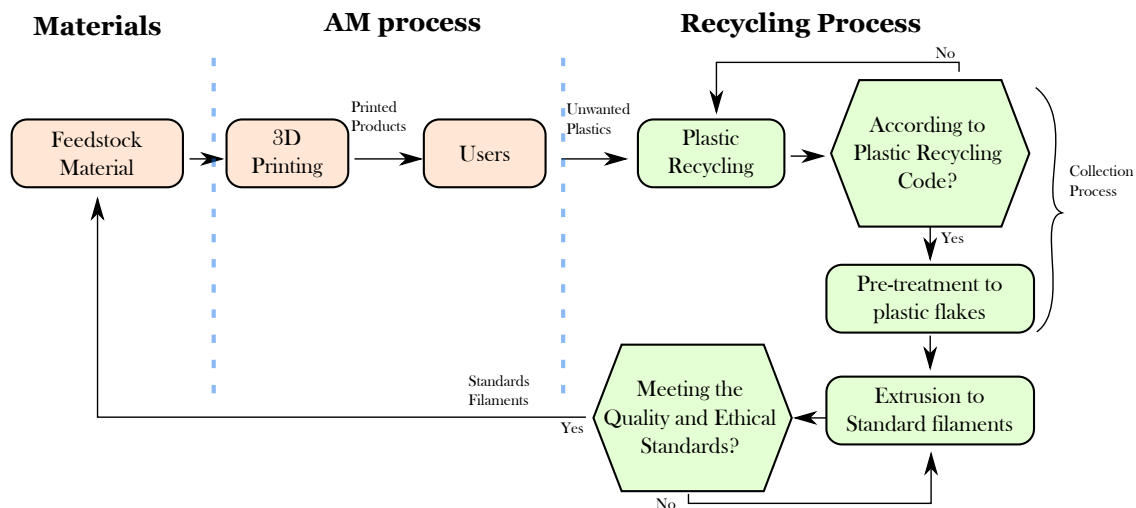 Materials
AM process
Recycling Process
No
Feedstock
Material
3D
Printing
Printed
Products
Users
Unwanted
Plastics
Plastic
Recycling
According to
Plastic Recycling
Code?
Collection
Process
Yes
Pre-treatment to
plastic flakes
Extrusion to
Standard filaments
Meeting the
Quality and Ethical
Standards?
No
Yes
Standards
Filaments